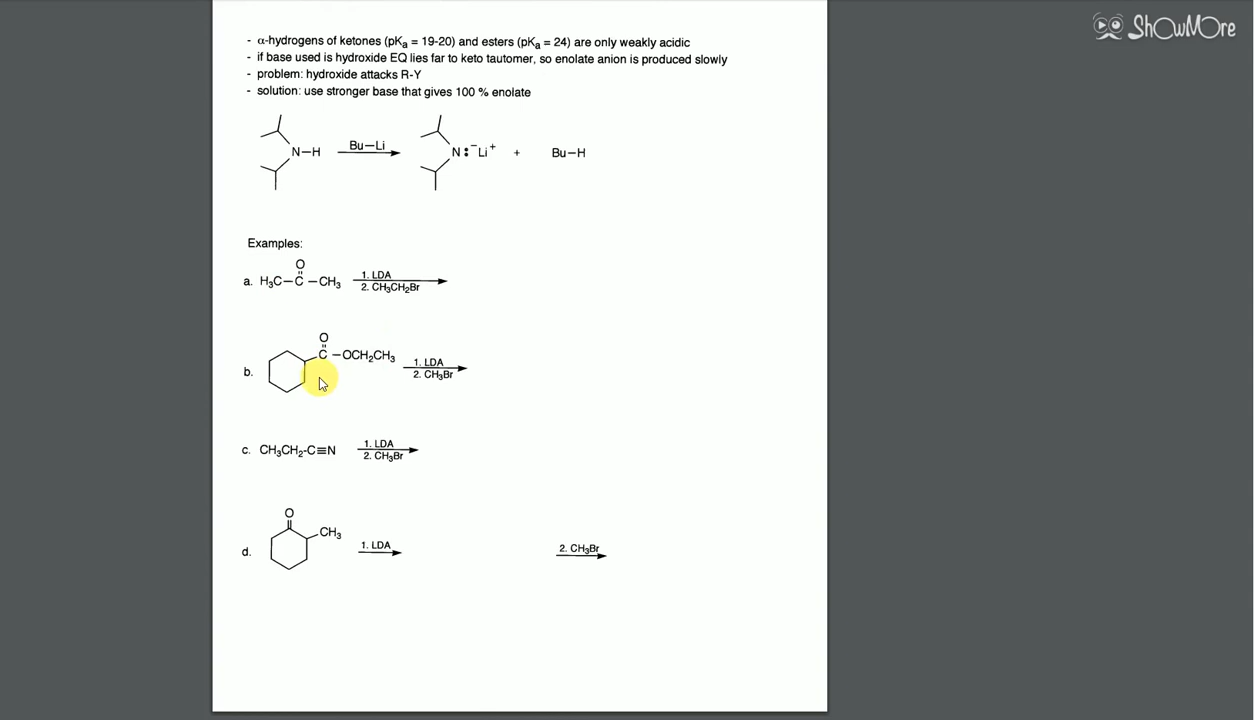 ShowMore
- α-hydrogens of ketones (pKa = 19-20) and esters (pKa = 24) are only weakly acidic
- if base used is hydroxide EQ lies far to keto tautomer, so enolate anion is produced slowly
- problem: hydroxide attacks R-Y
- solution: use stronger base that gives 100 % enolate
N–H Bu–Li N:⁻Li⁺ + Bu–H
Examples:
O
a. H₃C–C–CH₃ 1. LDA
2. CH₃CH₂Br
O
b. C–OCH₂CH₃ 1. LDA
2. CH₃Br
c. CH₃CH₂-C≡N 1. LDA
2. CH₃Br
O
CH₃
d. 1. LDA 2. CH₃Br